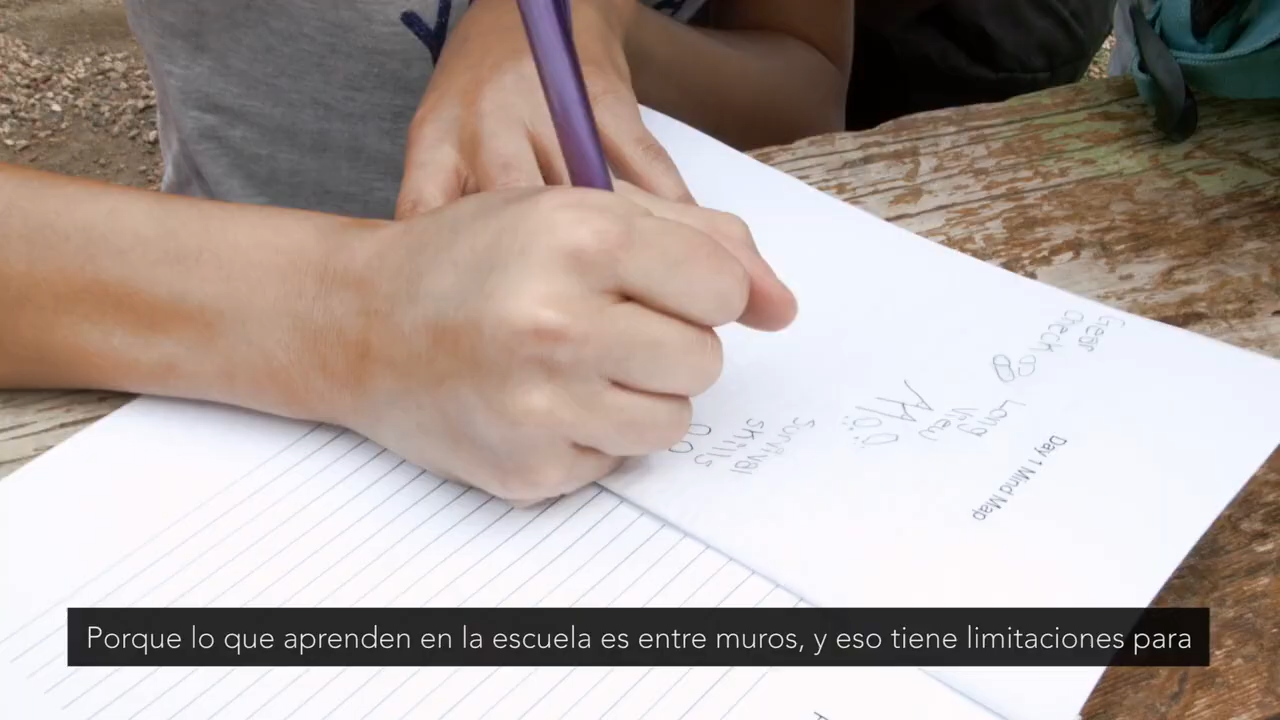 Day 1 Mind Map
Gear
check
Long
View
Survival
skills
Porque lo que aprenden en la escuela es entre muros, y eso tiene limitaciones para